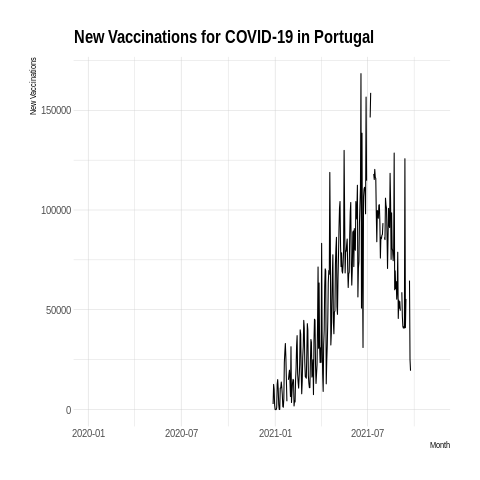 New Vaccinations for COVID-19 in Portugal
New Vaccinations
150000
100000
50000
0
2020-01 2020-07 2021-01 2021-07
Month